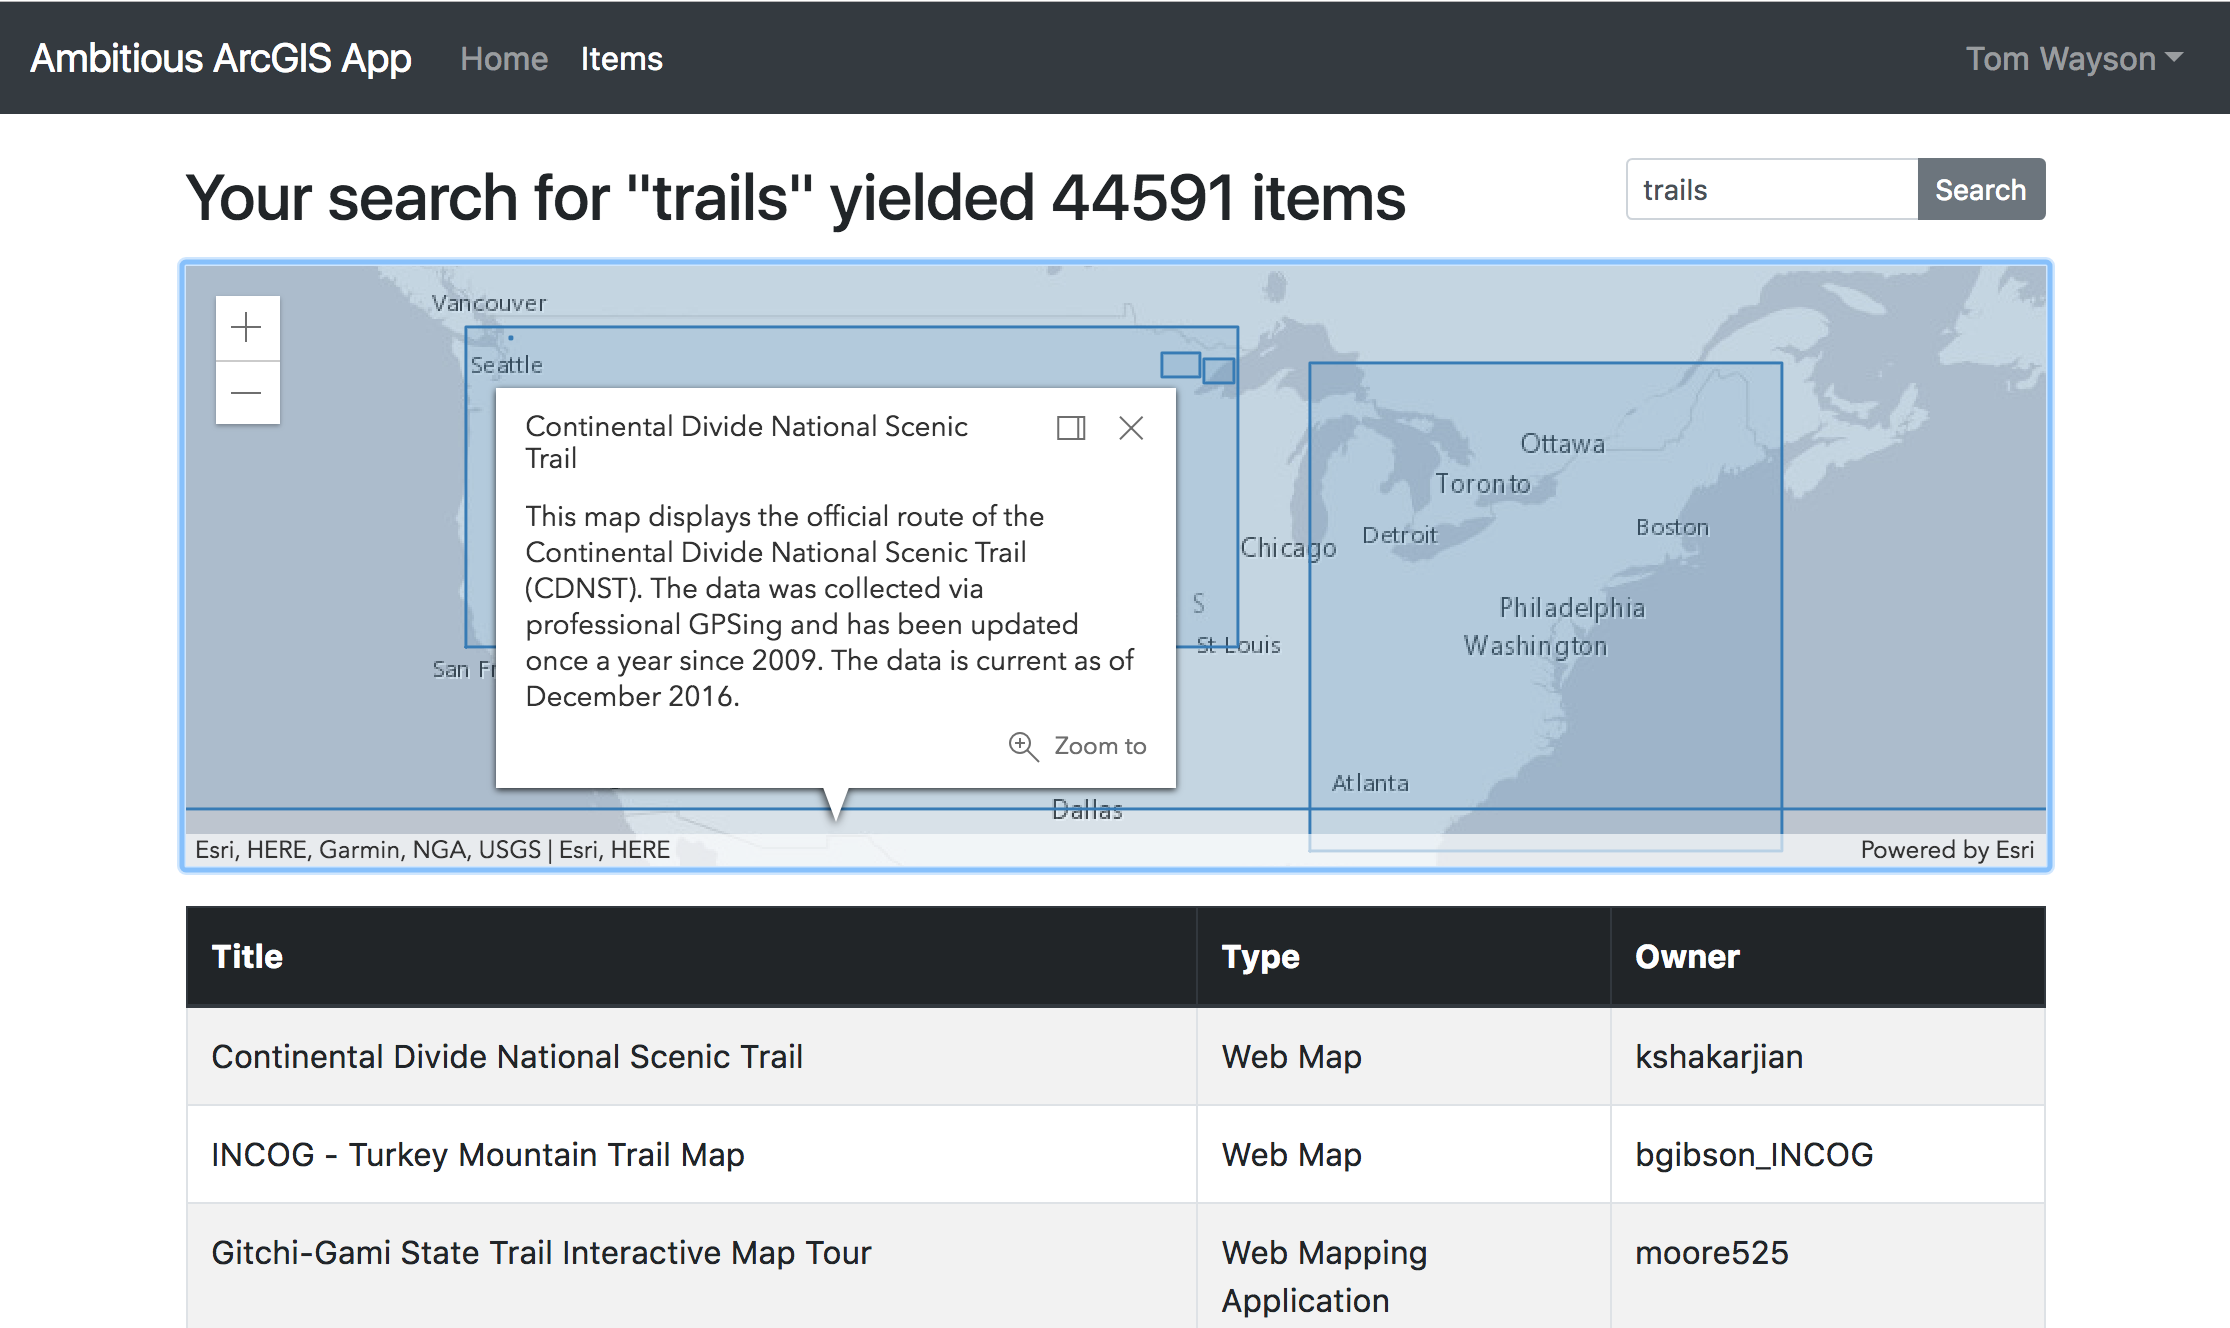 Ambitious ArcGIS App Home Items Tom Wayson
Your search for "trails" yielded 44591 items
trails Search
Vancouver
Seattle
Continental Divide National Scenic
Trail
This map displays the official route of the
Continental Divide National Scenic Trail
(CDNST). The data was collected via
professional GPSing and has been updated
once a year since 2009. The data is current as of
December 2016.
Zoom to
San Fr
Ottawa
Toronto
Boston
Detroit
Chicago
S
Philadelphia
St Louis
Washington
Atlanta
Dallas
Esri, HERE, Garmin, NGA, USGS | Esri, HERE Powered by Esri
Title Type Owner
Continental Divide National Scenic Trail Web Map kshakarjian
INCOG - Turkey Mountain Trail Map Web Map bgibson_INCOG
Gitchi-Gami State Trail Interactive Map Tour Web Mapping moore525
Application